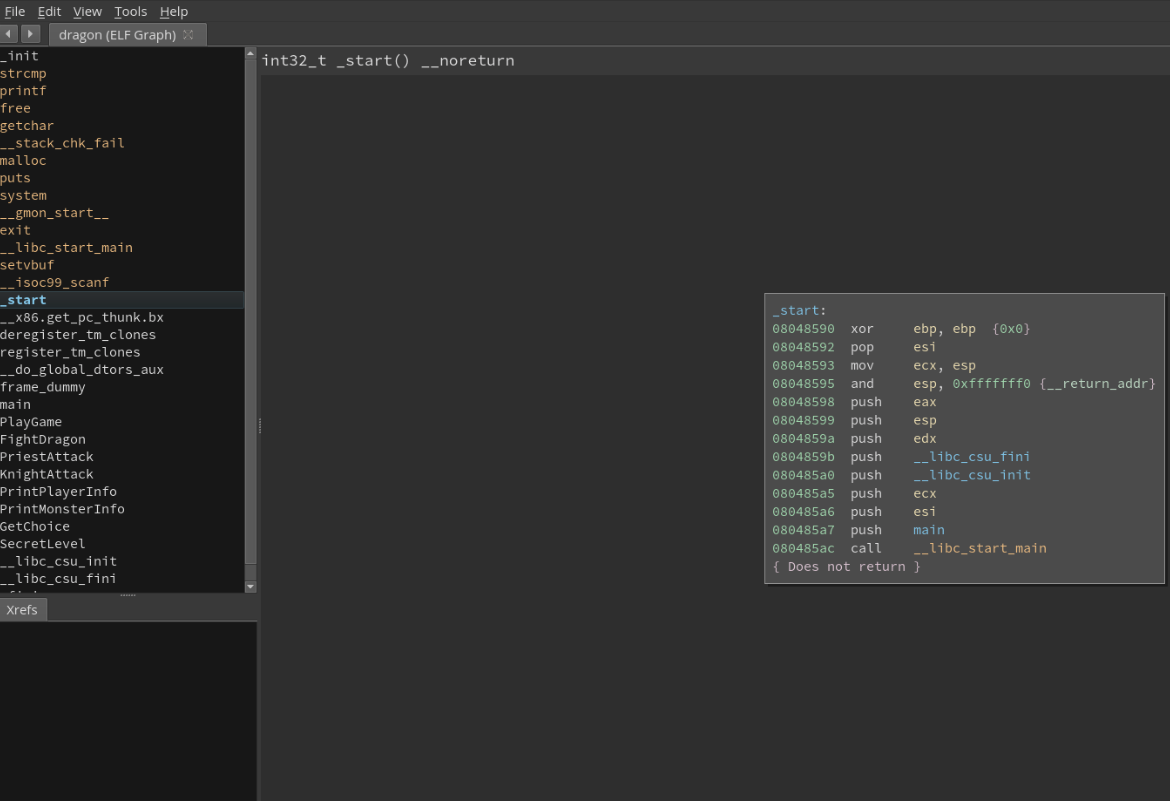 File Edit View Tools Help
dragon (ELF Graph)
_init
strcmp
printf
free
getchar
__stack_chk_fail
malloc
puts
system
__gmon_start__
exit
__libc_start_main
setvbuf
__isoc99_scanf
_start
__x86.get_pc_thunk.bx
deregister_tm_clones
register_tm_clones
__do_global_dtors_aux
frame_dummy
main
PlayGame
FightDragon
PriestAttack
KnightAttack
PrintPlayerInfo
PrintMonsterInfo
GetChoice
SecretLevel
__libc_csu_init
__libc_csu_fini
Xrefs
int32_t _start() __noreturn
_start:
08048590 xor ebp, ebp {0x0}
08048592 pop esi
08048593 mov ecx, esp
08048595 and esp, 0xfffffff0 {__return_addr}
08048598 push eax
08048599 push esp
0804859a push edx
0804859b push __libc_csu_fini
080485a0 push __libc_csu_init
080485a5 push ecx
080485a6 push esi
080485a7 push main
080485ac call __libc_start_main
{ Does not return }